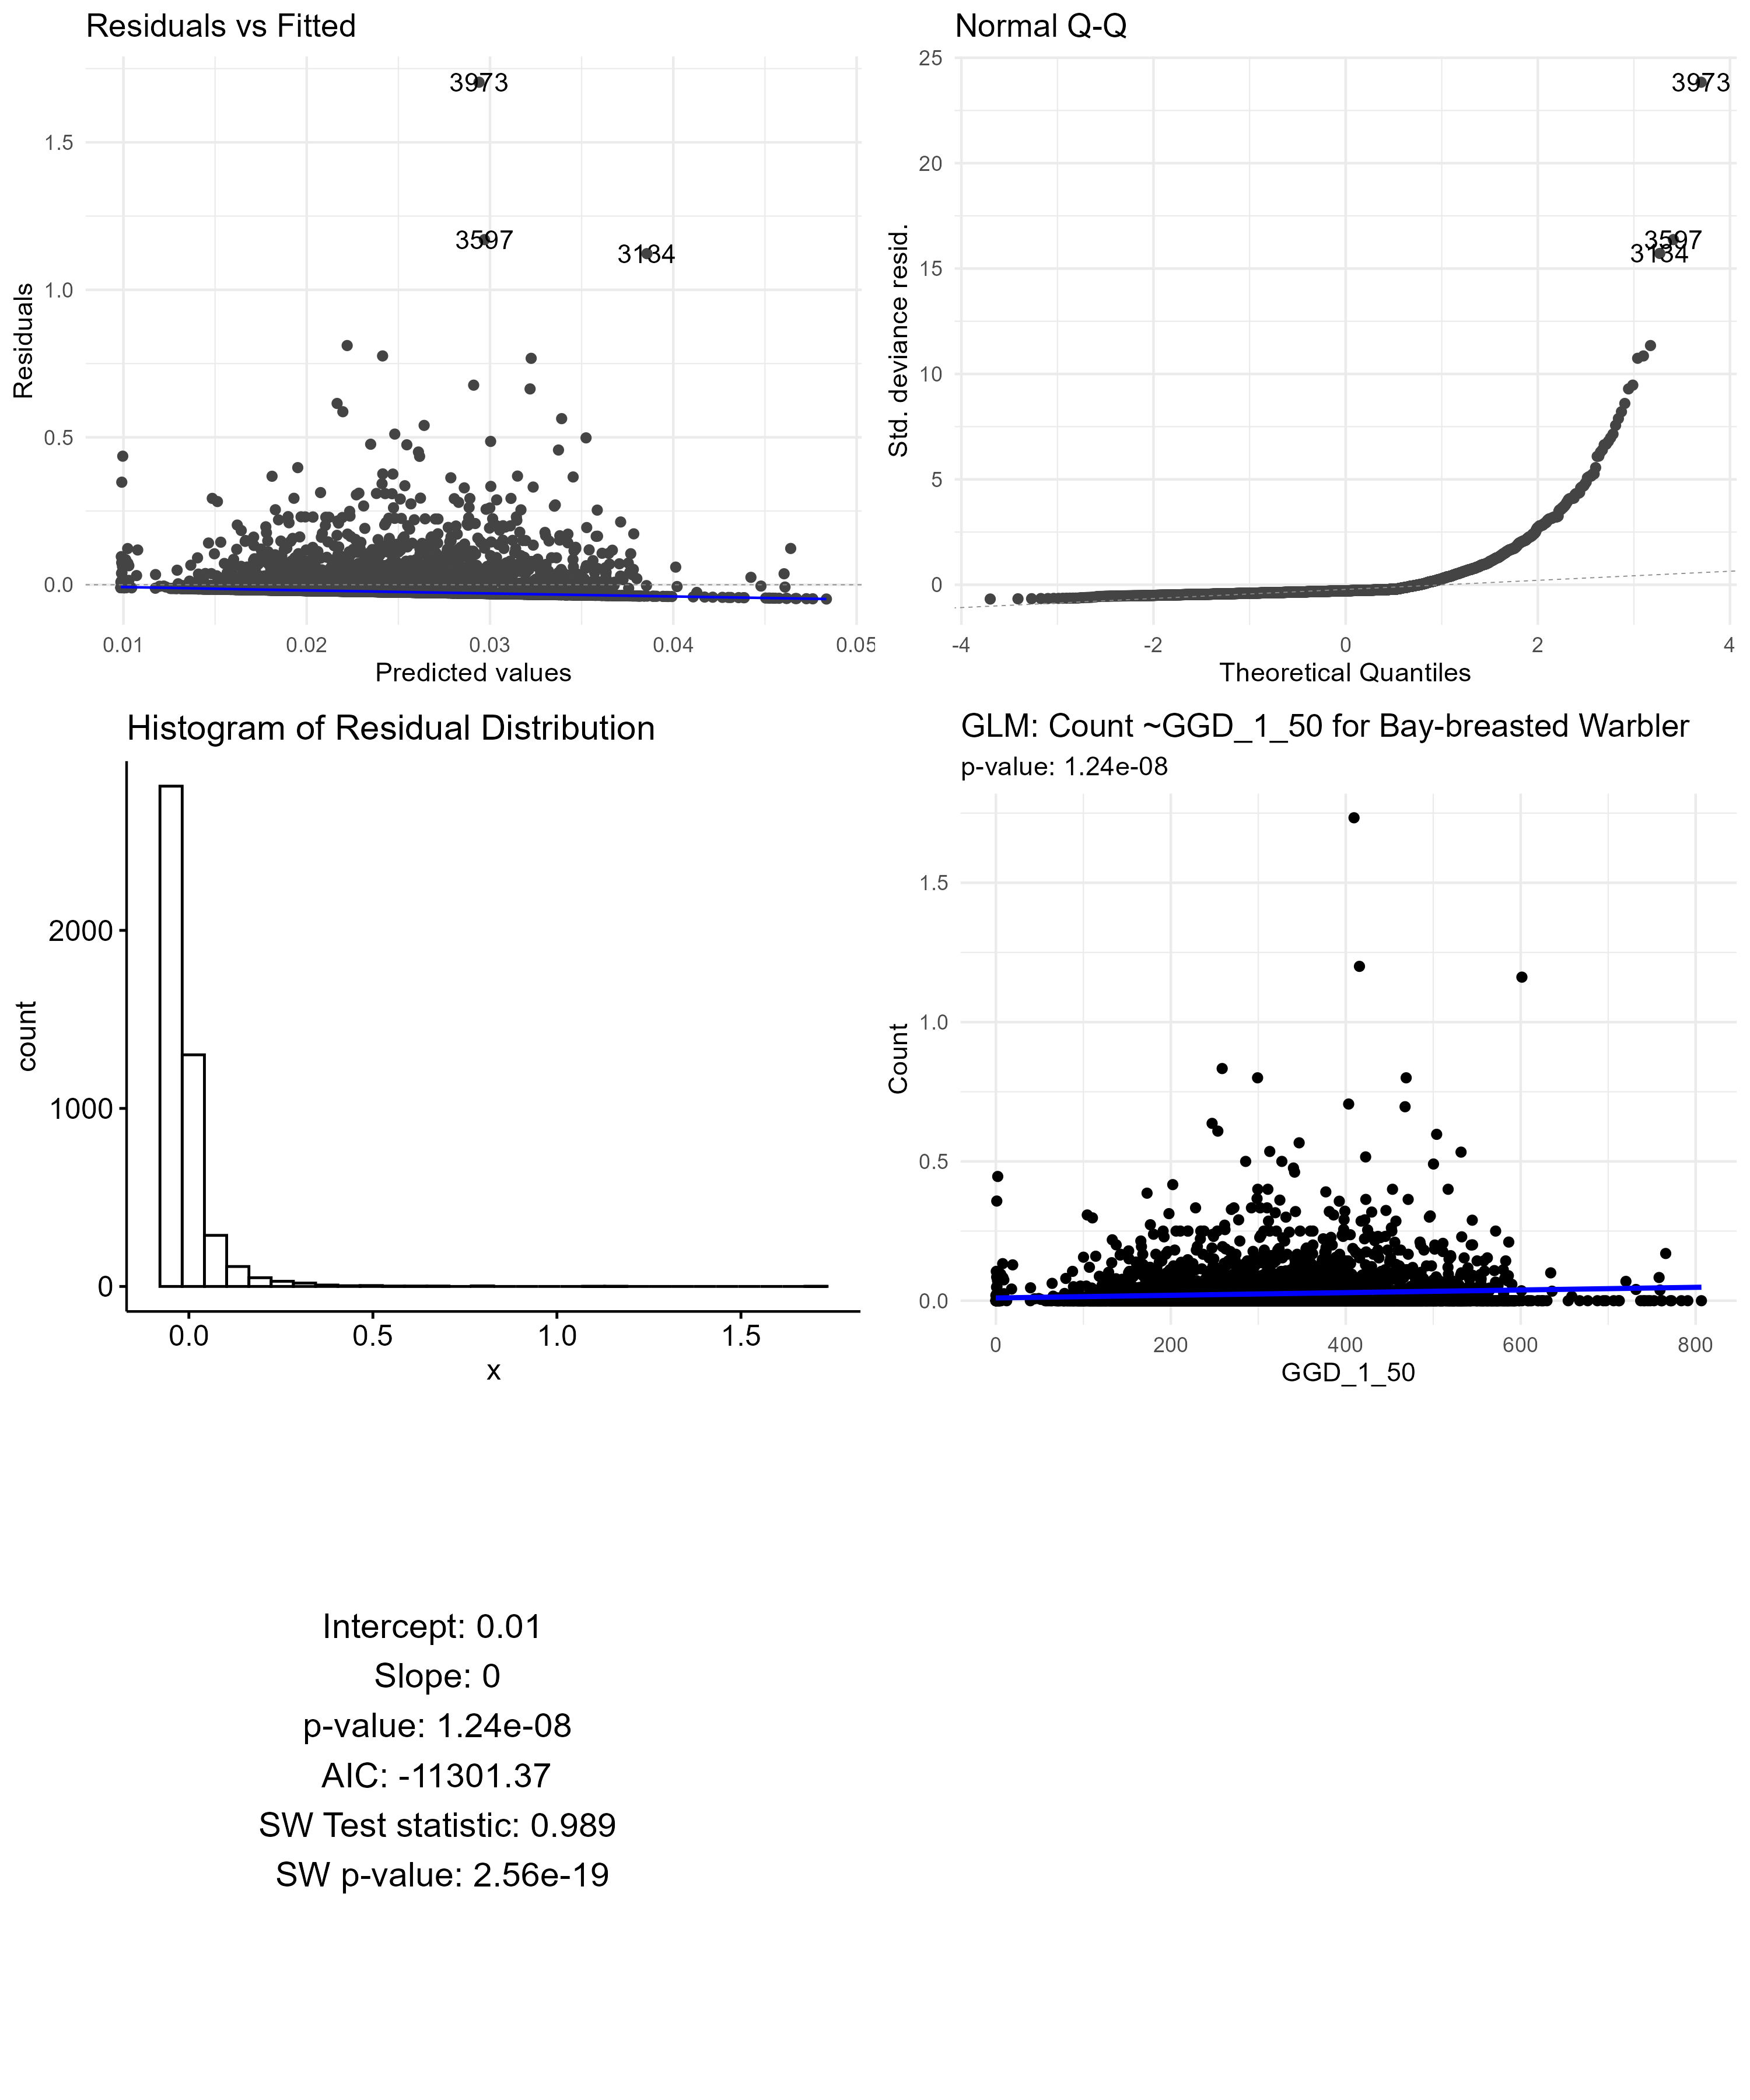 Residuals vs Fitted
Residuals
1.5
1.0
0.5
0.0
3973
3597
3134
0.01 0.02 0.03 0.04 0.05
Predicted values
Normal Q-Q
Std. deviance resid.
25
20
15
10
5
0
3973
3597
3134
-4 -2 0 2 4
Theoretical Quantiles
Histogram of Residual Distribution
count
2000
1000
0
0.0 0.5 1.0 1.5
x
GLM: Count ~GGD_1_50 for Bay-breasted Warbler
p-value: 1.24e-08
Count
1.5
1.0
0.5
0.0
0 200 400 600 800
GGD_1_50
Intercept: 0.01
Slope: 0
p-value: 1.24e-08
AIC: -11301.37
SW Test statistic: 0.989
SW p-value: 2.56e-19